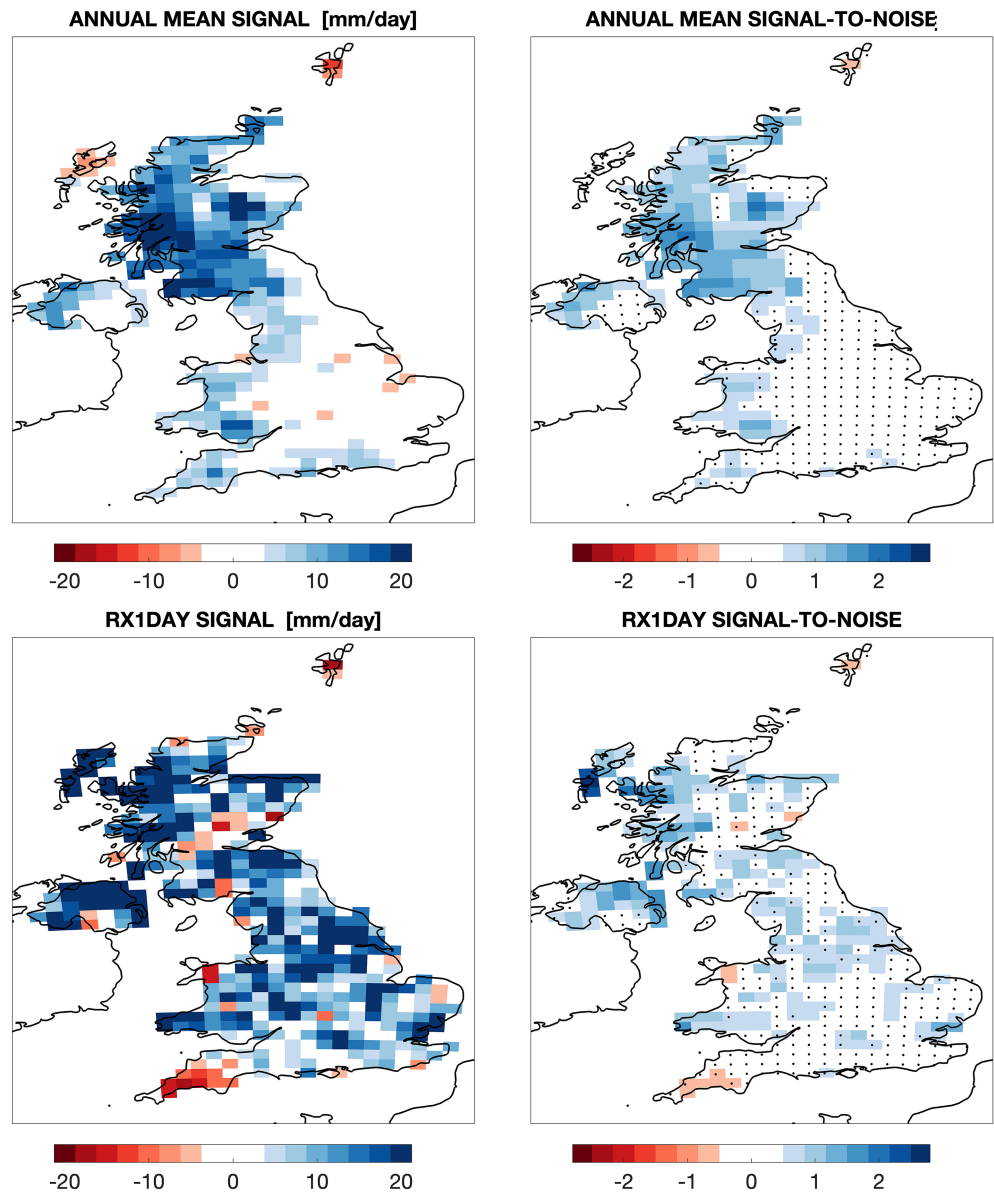 ANNUAL MEAN SIGNAL [mm/day]
ANNUAL MEAN SIGNAL-TO-NOISE
-20 -10 0 10 20
-2 -1 0 1 2
RX1DAY SIGNAL [mm/day]
RX1DAY SIGNAL-TO-NOISE
-20 -10 0 10 20
-2 -1 0 1 2